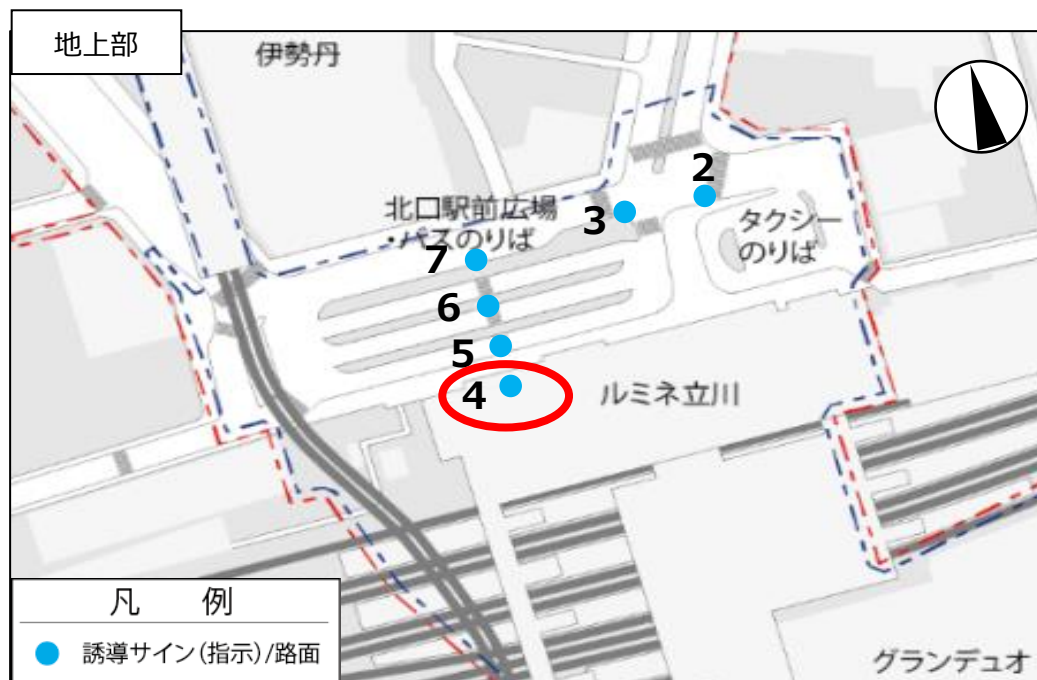 地上部
伊勢丹
2
北口駅前広場
・バスのりば
3
タクシー
のりば
7
6
5
4
ルミネ立川
凡 例
誘導サイン(指示)/路面
グランデュオ